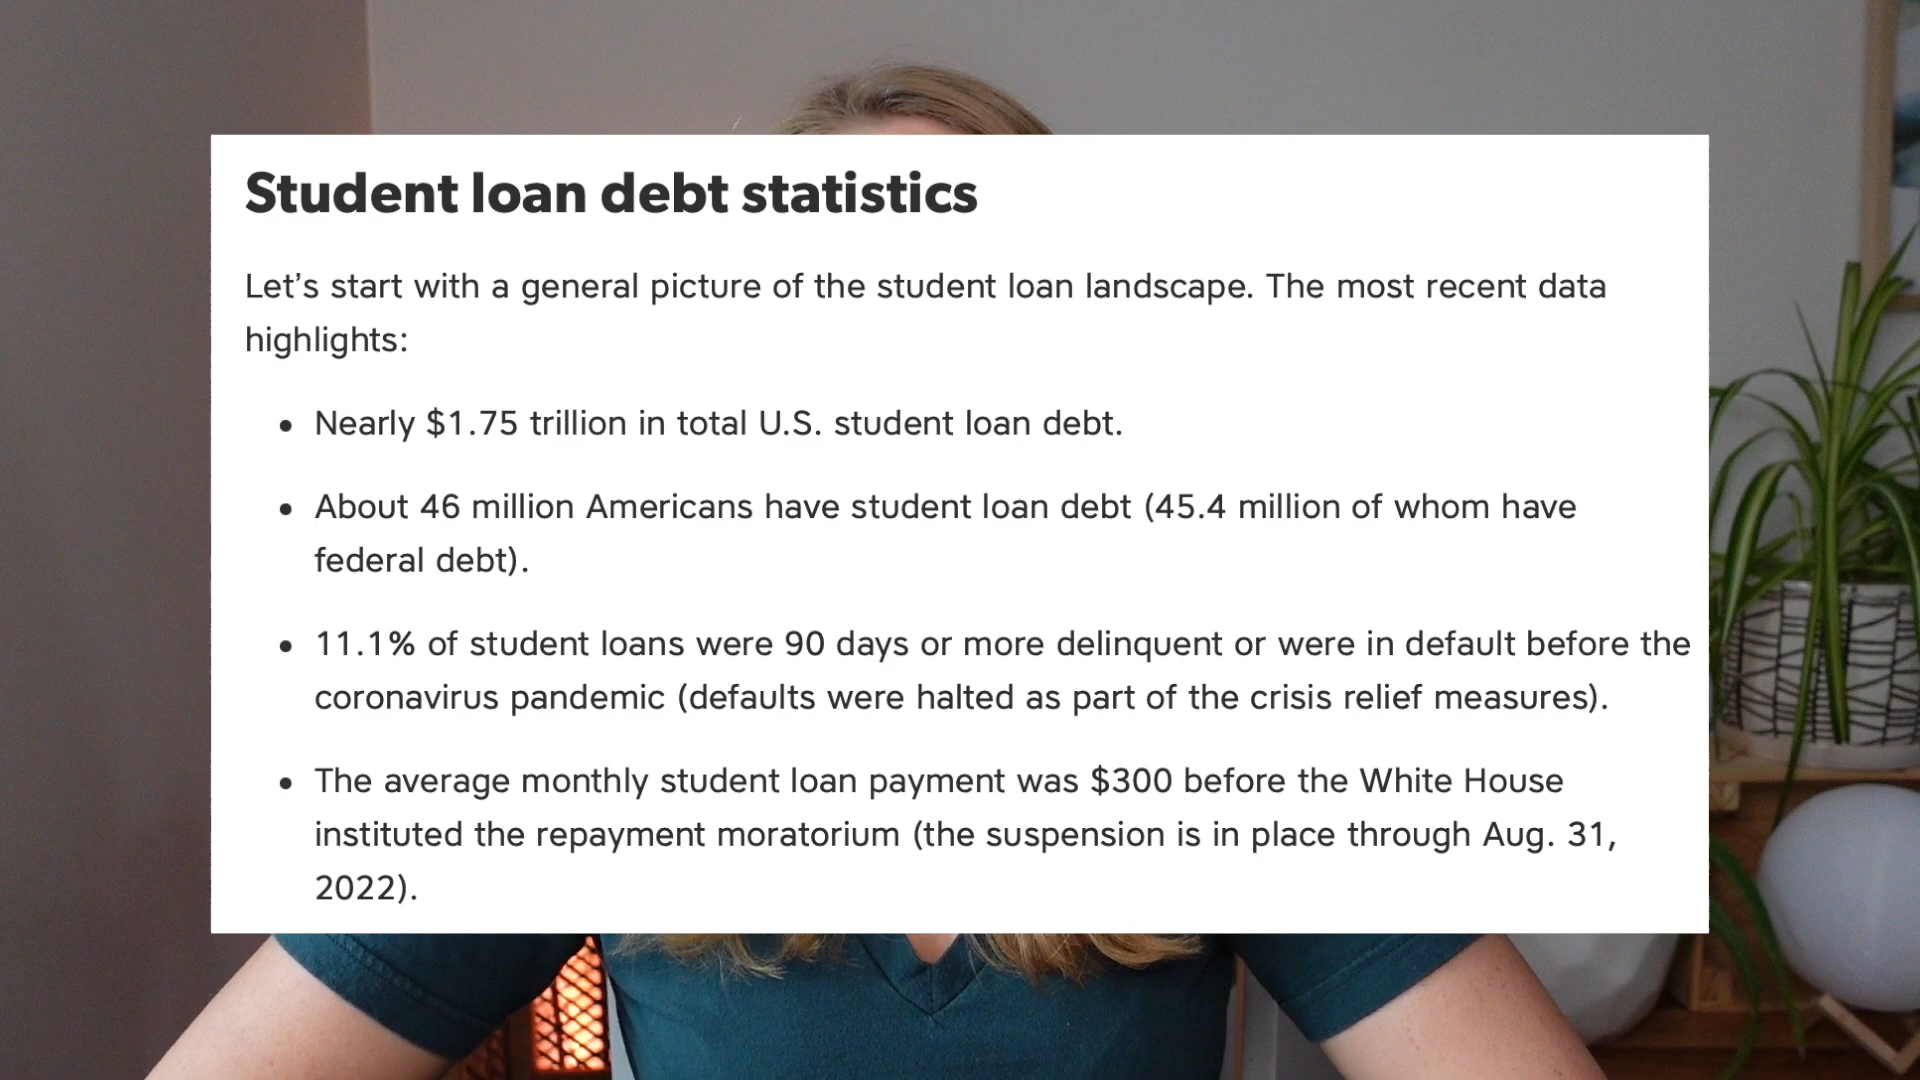 Student loan debt statistics
Let’s start with a general picture of the student loan landscape. The most recent data
highlights:
• Nearly $1.75 trillion in total U.S. student loan debt.
• About 46 million Americans have student loan debt (45.4 million of whom have
federal debt).
• 11.1% of student loans were 90 days or more delinquent or were in default before the
coronavirus pandemic (defaults were halted as part of the crisis relief measures).
• The average monthly student loan payment was $300 before the White House
instituted the repayment moratorium (the suspension is in place through Aug. 31,
2022).